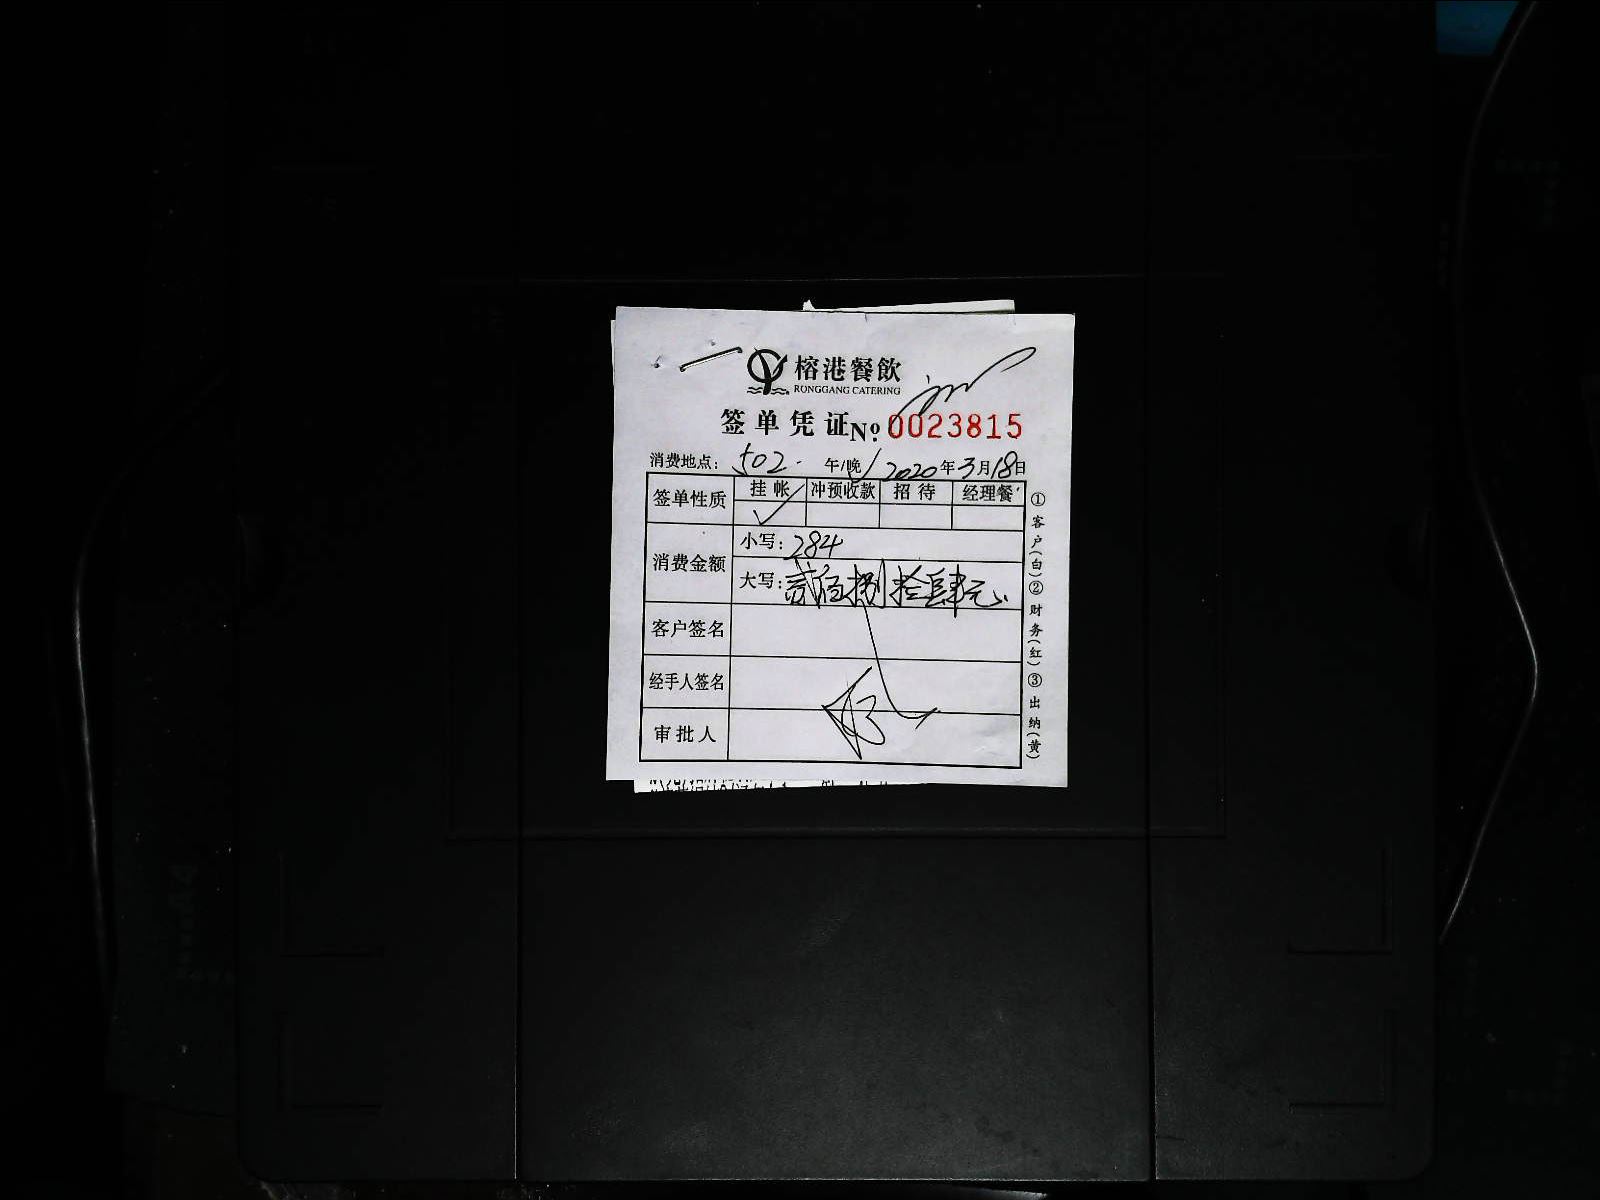 榕港餐飲
RONGGANG CATERING
签单凭证 No. 0023815
消费地点: 502. 午/晚 2020年3月18日
签单性质 挂帐 冲预收款 招待 经理餐
✓
消费金额 小写: 284
大写: 贰佰捌拾肆元
客户签名
经手人签名
审批人
①客户(白)②财务(红)③出纳(黄)